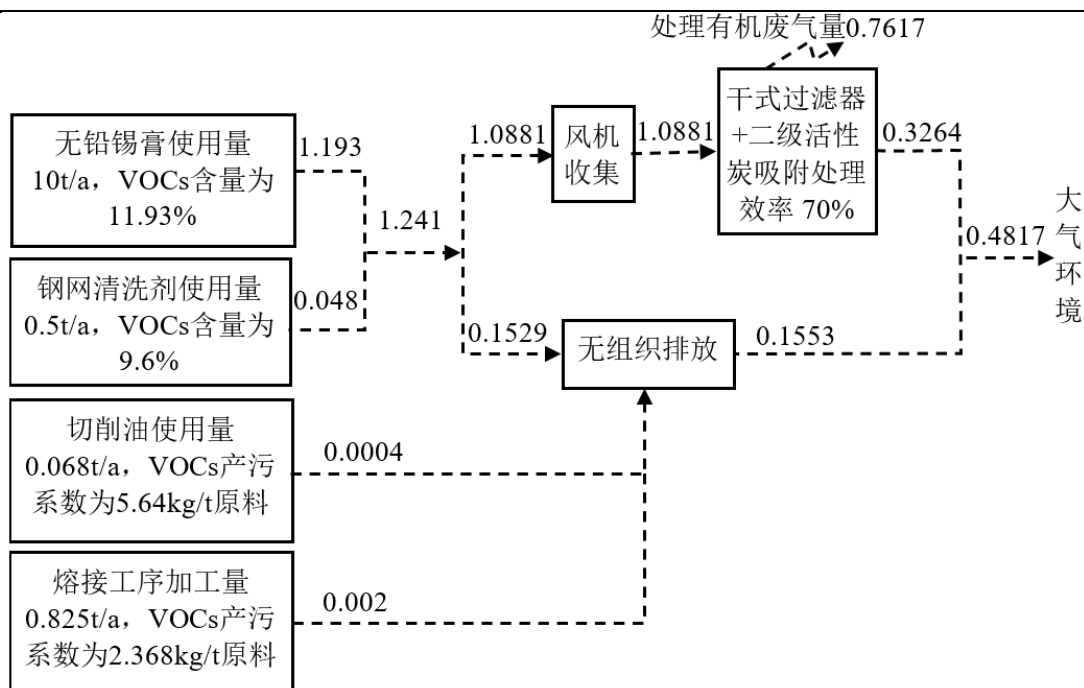 处理有机废气量0.7617
无铅锡膏使用量
10t/a，VOCs含量为
11.93%
1.193
钢网清洗剂使用量
0.5t/a，VOCs含量为
9.6%
0.048
1.241
1.0881
风机
收集
1.0881
干式过滤器
+二级活性
炭吸附处理
效率 70%
0.3264
0.1529
无组织排放
0.1553
0.4817
大
气
环
境
切削油使用量
0.068t/a，VOCs产污
系数为5.64kg/t原料
0.0004
熔接工序加工量
0.825t/a，VOCs产污
系数为2.368kg/t原料
0.002